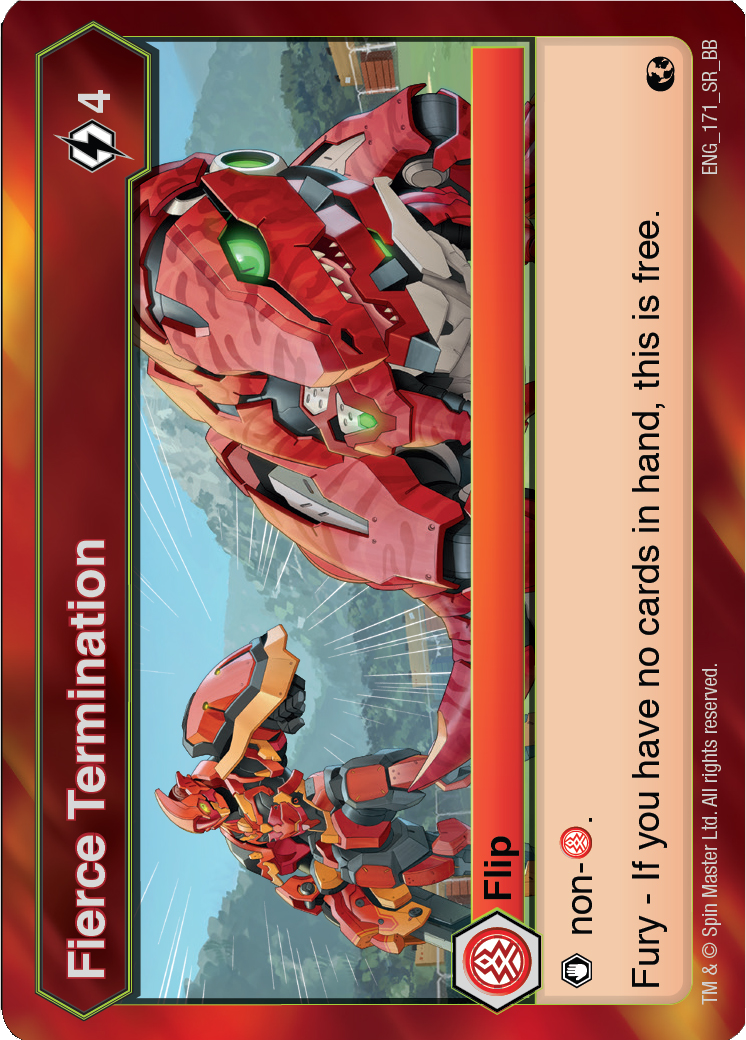 Fierce Termination
4
Flip
non- .
Fury - If you have no cards in hand, this is free.
TM & © Spin Master Ltd. All rights reserved.
ENG_171_SR_BB